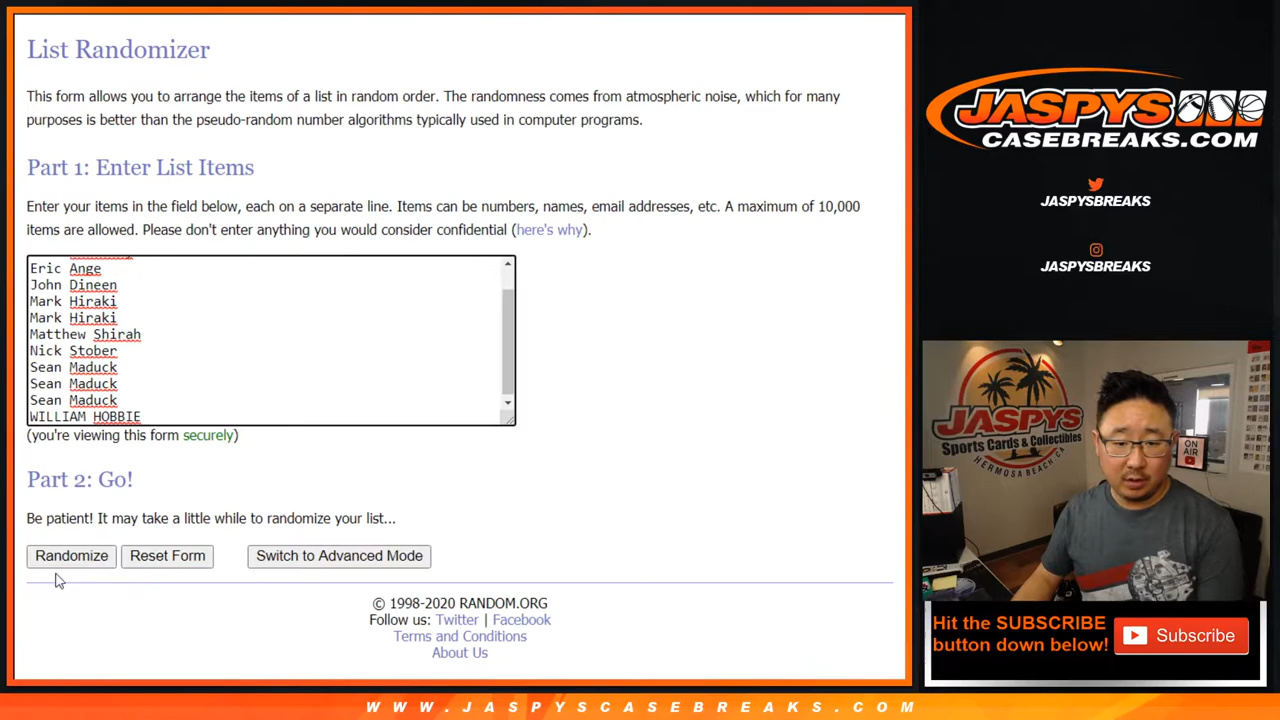 List Randomizer
This form allows you to arrange the items of a list in random order. The randomness comes from atmospheric noise, which for many
purposes is better than the pseudo-random number algorithms typically used in computer programs.
Part 1: Enter List Items
Enter your items in the field below, each on a separate line. Items can be numbers, names, email addresses, etc. A maximum of 10,000
items are allowed. Please don't enter anything you would consider confidential (here's why).
Eric Ange
John Dineen
Mark Hiraki
Mark Hiraki
Matthew Shirah
Nick Stober
Sean Maduck
Sean Maduck
Sean Maduck
WILLIAM HOBBIE
(you're viewing this form securely)
Part 2: Go!
Be patient! It may take a little while to randomize your list...
Randomize Reset Form Switch to Advanced Mode
© 1998-2020 RANDOM.ORG
Follow us: Twitter | Facebook
Terms and Conditions
About Us
JASPYS
CASEBREAKS.COM
JASPYSBREAKS
JASPYSBREAKS
JASPYS
Sports Cards & Collectibles
HERMOSA BEACH, CA
ON
AIR
Hit the SUBSCRIBE
button down below!
Subscribe
WWW.JASPYSCASEBREAKS.COM